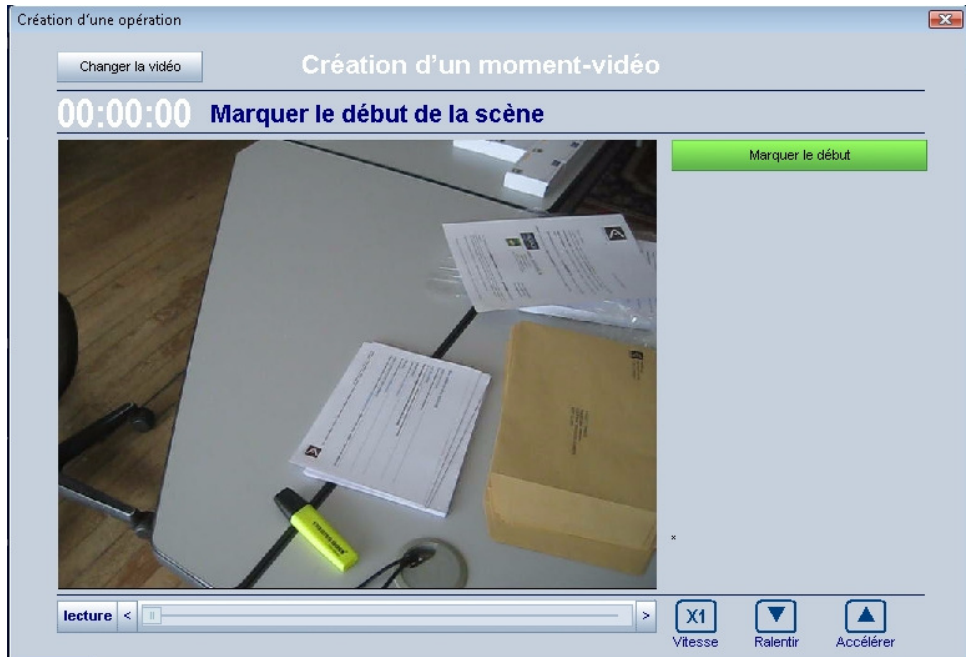 Création d'une opération
Changer la vidéo
Création d'un moment-vidéo
00:00:00
Marquer le début de la scène
Marquer le début
lecture < >
X1
Vitesse
Ralentir
Accélérer